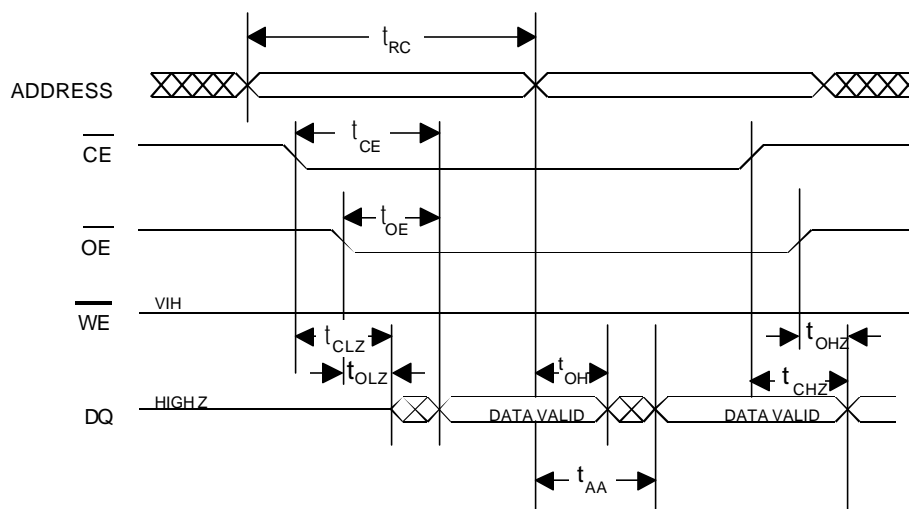 tRC
ADDRESS
tCE
CE
tOE
OE
VIH
WE
tCLZ
tOHZ
tOLZ
tOH
tCHZ
HIGH Z
DQ
DATA VALID
DATA VALID
tAA